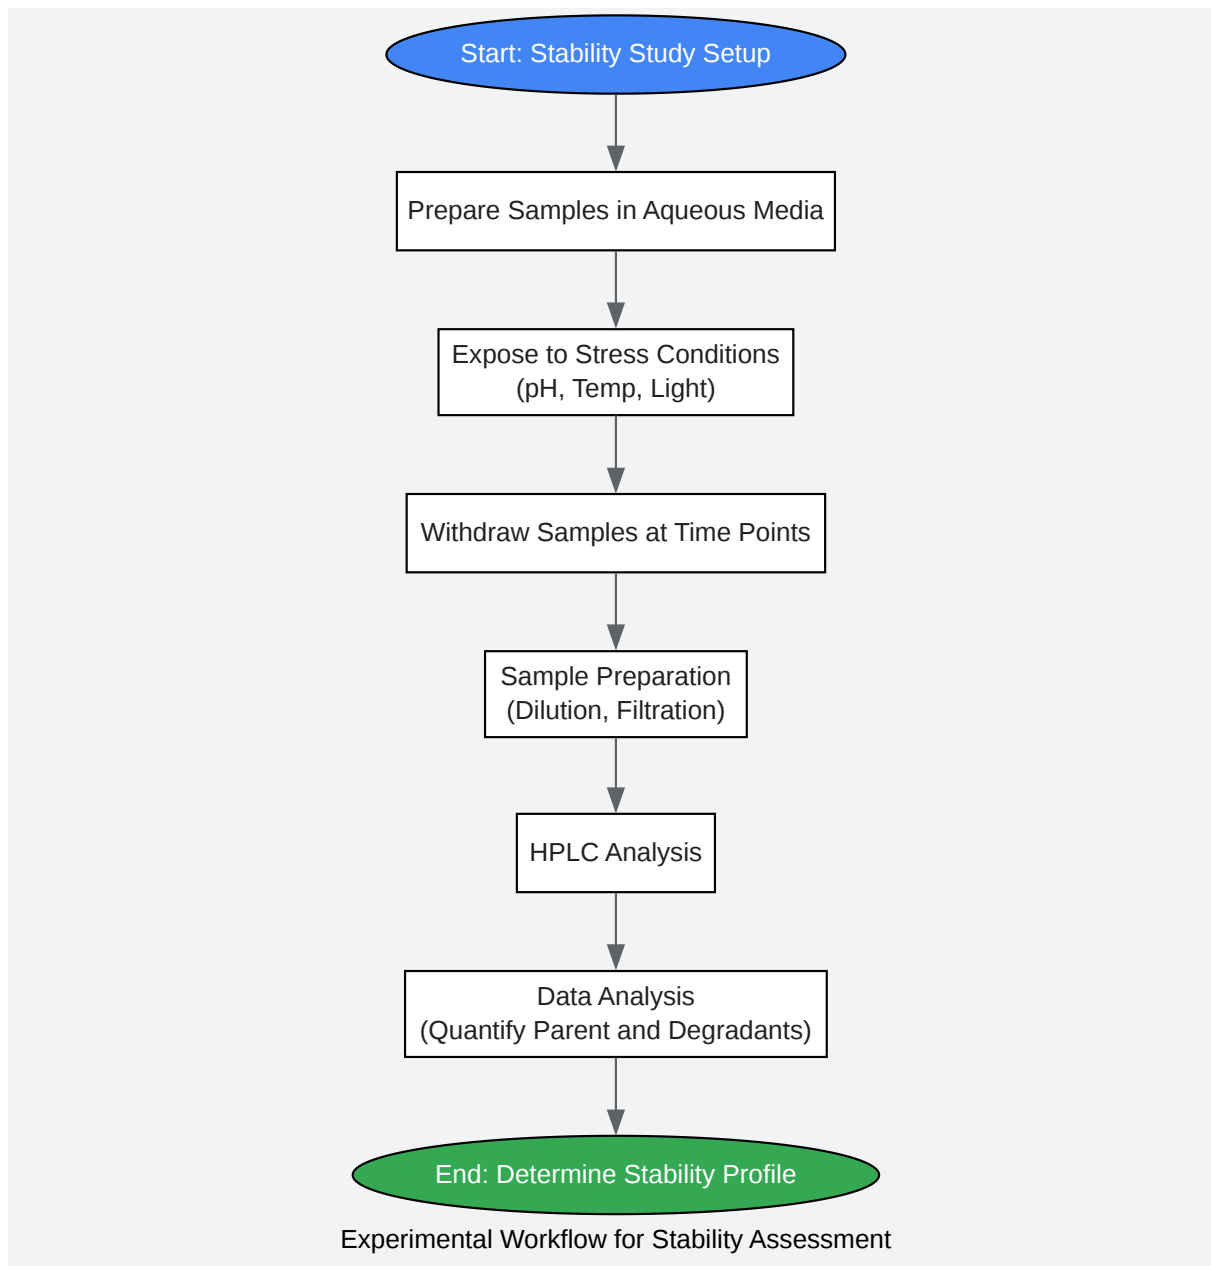 Start: Stability Study Setup
Prepare Samples in Aqueous Media
Expose to Stress Conditions
(pH, Temp, Light)
Withdraw Samples at Time Points
Sample Preparation
(Dilution, Filtration)
HPLC Analysis
Data Analysis
(Quantify Parent and Degradants)
End: Determine Stability Profile
Experimental Workflow for Stability Assessment